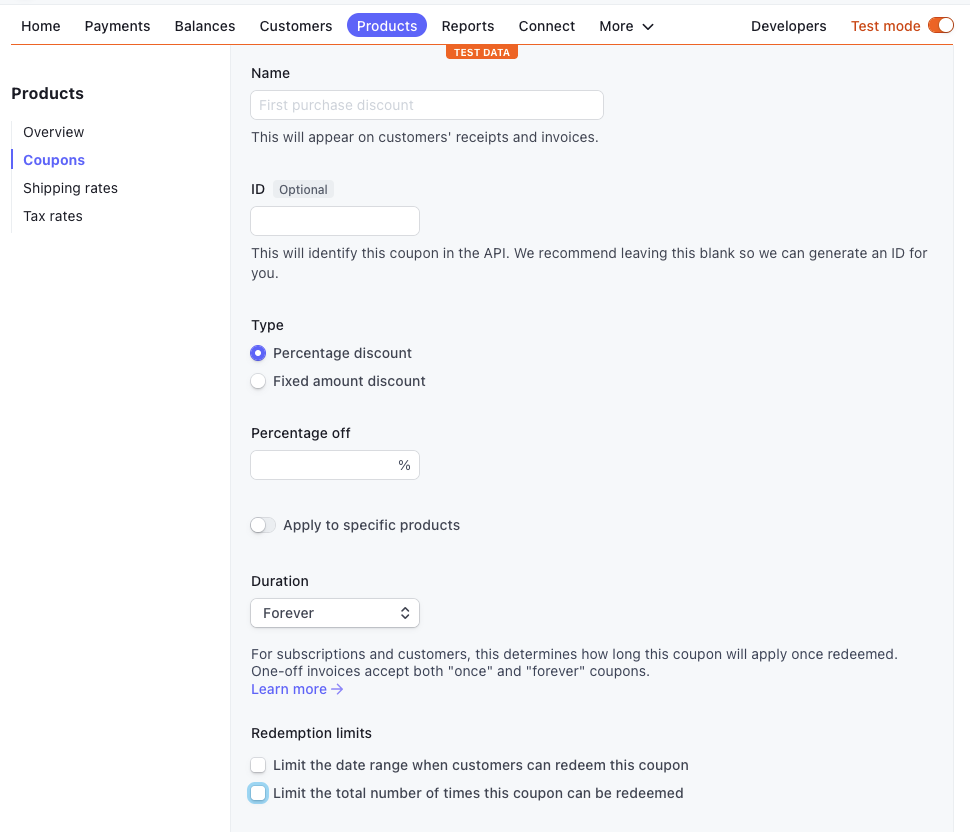 Home Payments Balances Customers Products Reports Connect More Developers Test mode
TEST DATA
Products
Overview
Coupons
Shipping rates
Tax rates
Name
First purchase discount
This will appear on customers' receipts and invoices.
ID Optional
This will identify this coupon in the API. We recommend leaving this blank so we can generate an ID for
you.
Type
Percentage discount
Fixed amount discount
Percentage off
%
Apply to specific products
Duration
Forever
For subscriptions and customers, this determines how long this coupon will apply once redeemed.
One-off invoices accept both "once" and "forever" coupons.
Learn more →
Redemption limits
Limit the date range when customers can redeem this coupon
Limit the total number of times this coupon can be redeemed